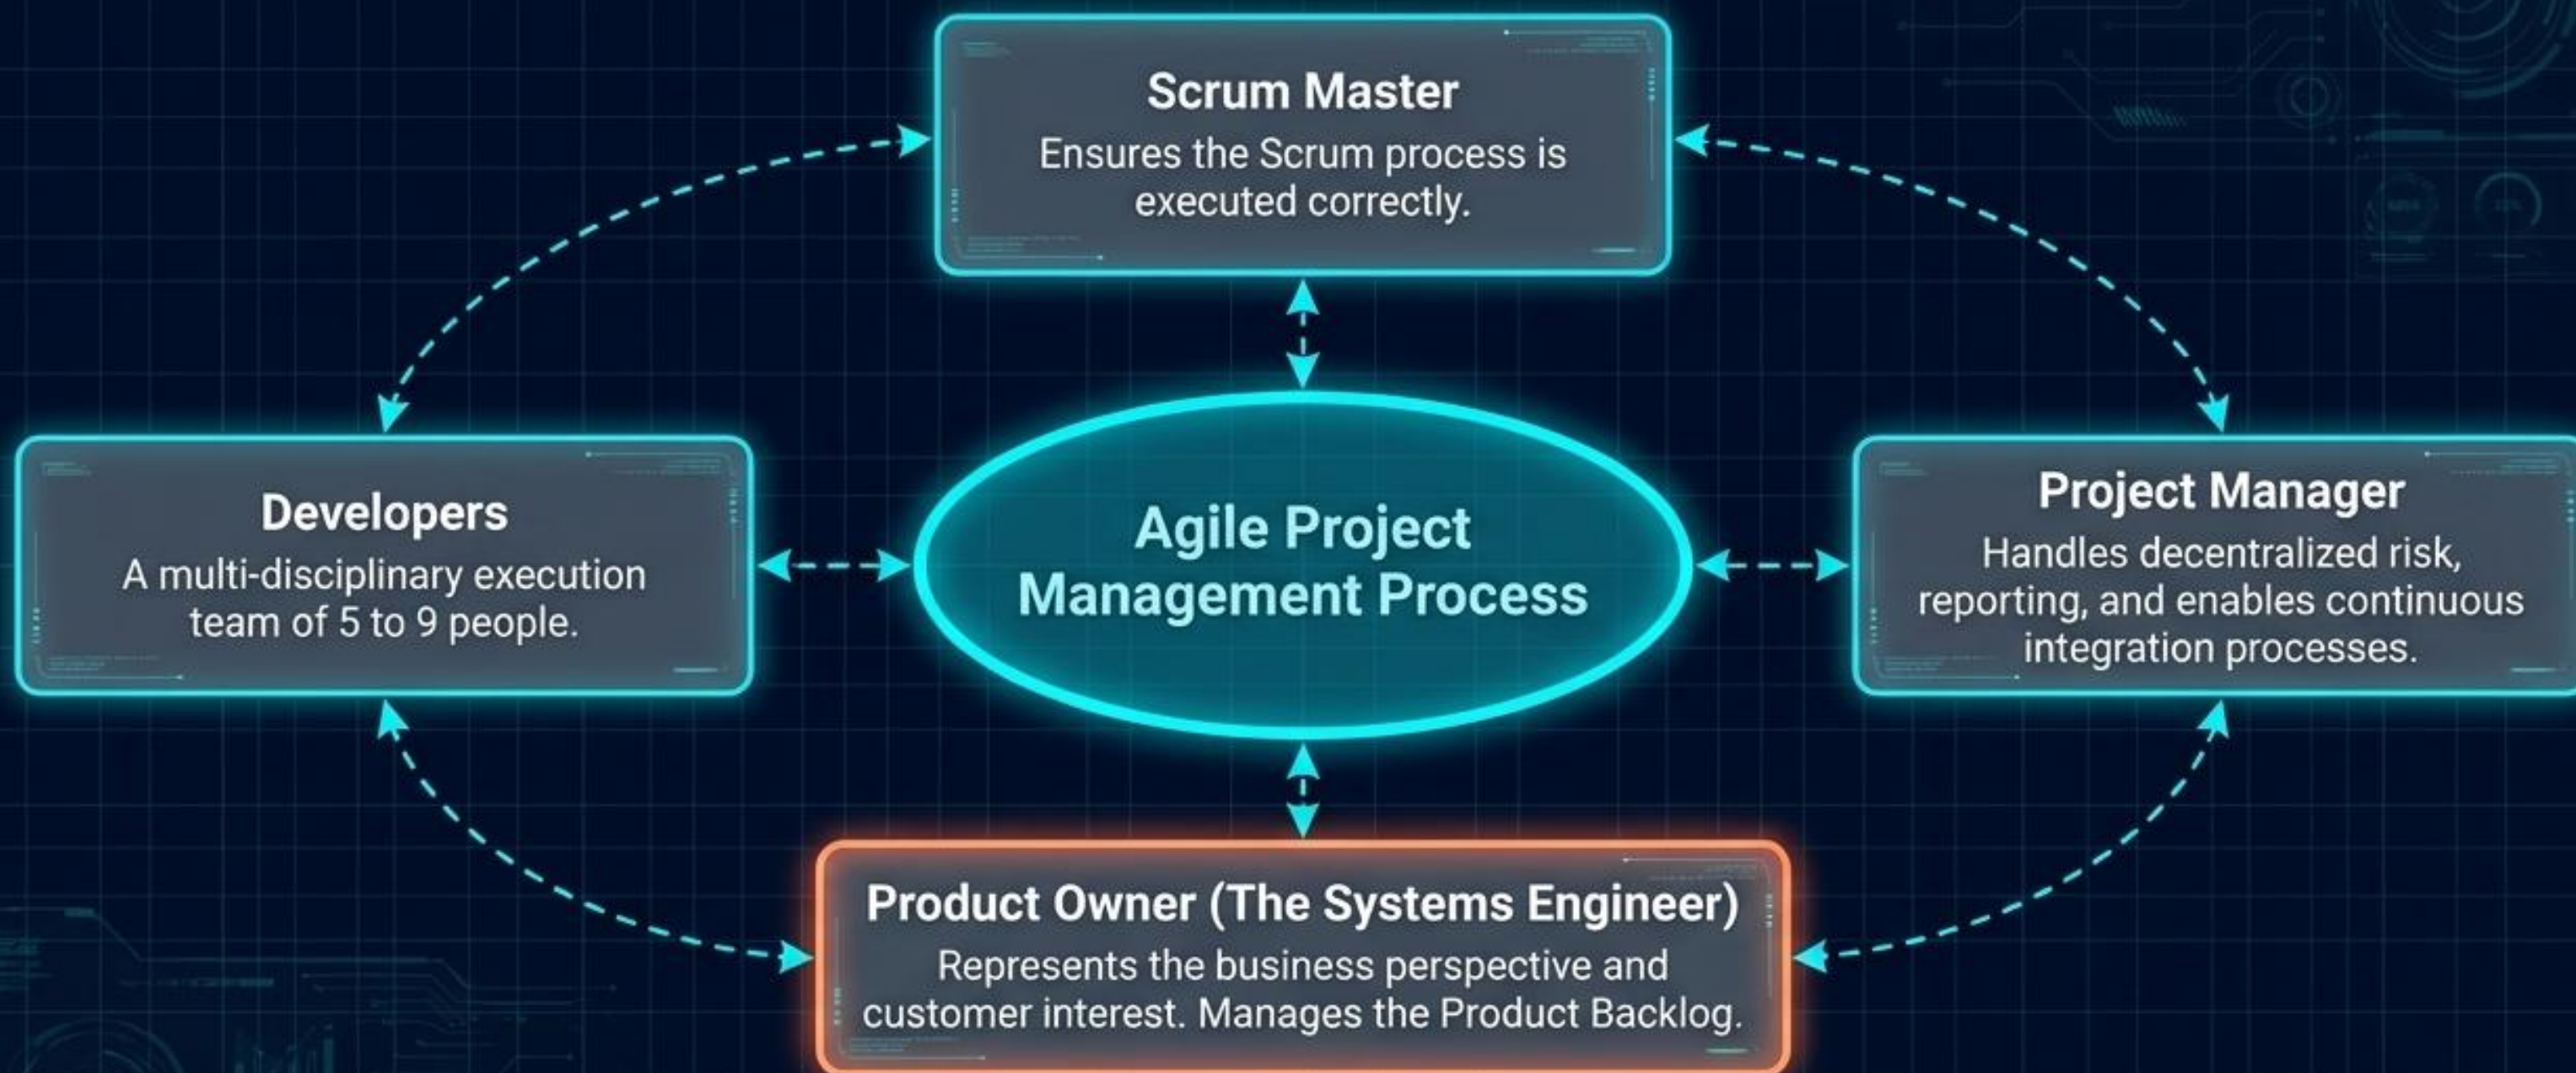 Scrum Master
Ensures the Scrum process is
executed correctly.
Developers
A multi-disciplinary execution
team of 5 to 9 people.
Agile Project
Management Process
Project Manager
Handles decentralized risk,
reporting, and enables continuous
integration processes.
Product Owner (The Systems Engineer)
Represents the business perspective and
customer interest. Manages the Product Backlog.